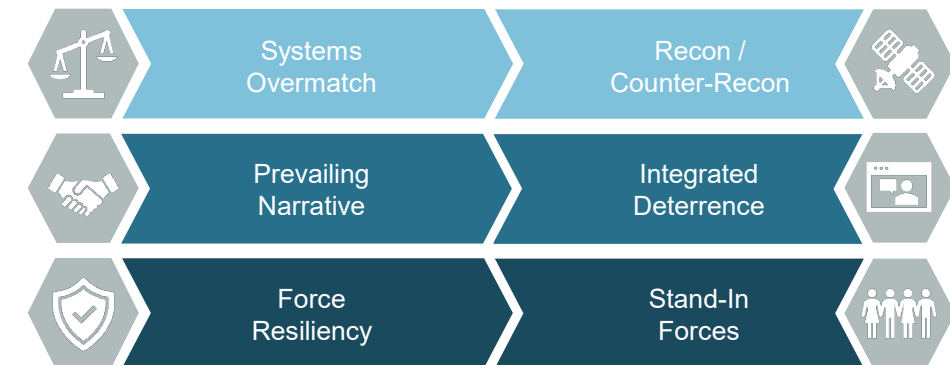 Systems
Overmatch
Recon /
Counter-Recon
Prevailing
Narrative
Integrated
Deterrence
Force
Resiliency
Stand-In
Forces